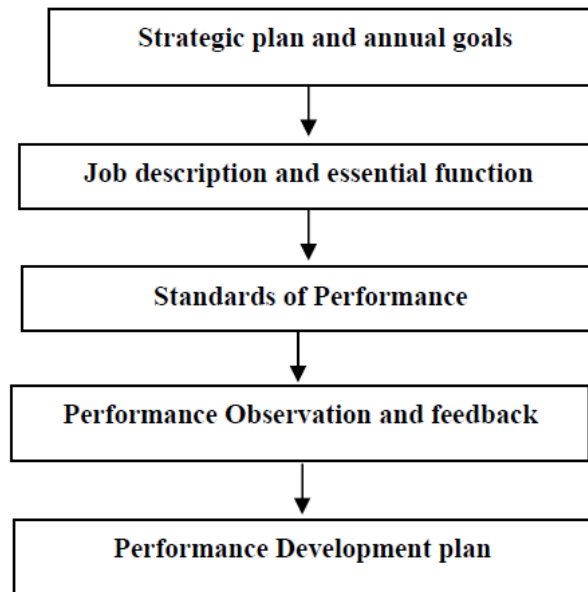 Strategic plan and annual goals
Job description and essential function
Standards of Performance
Performance Observation and feedback
Performance Development plan